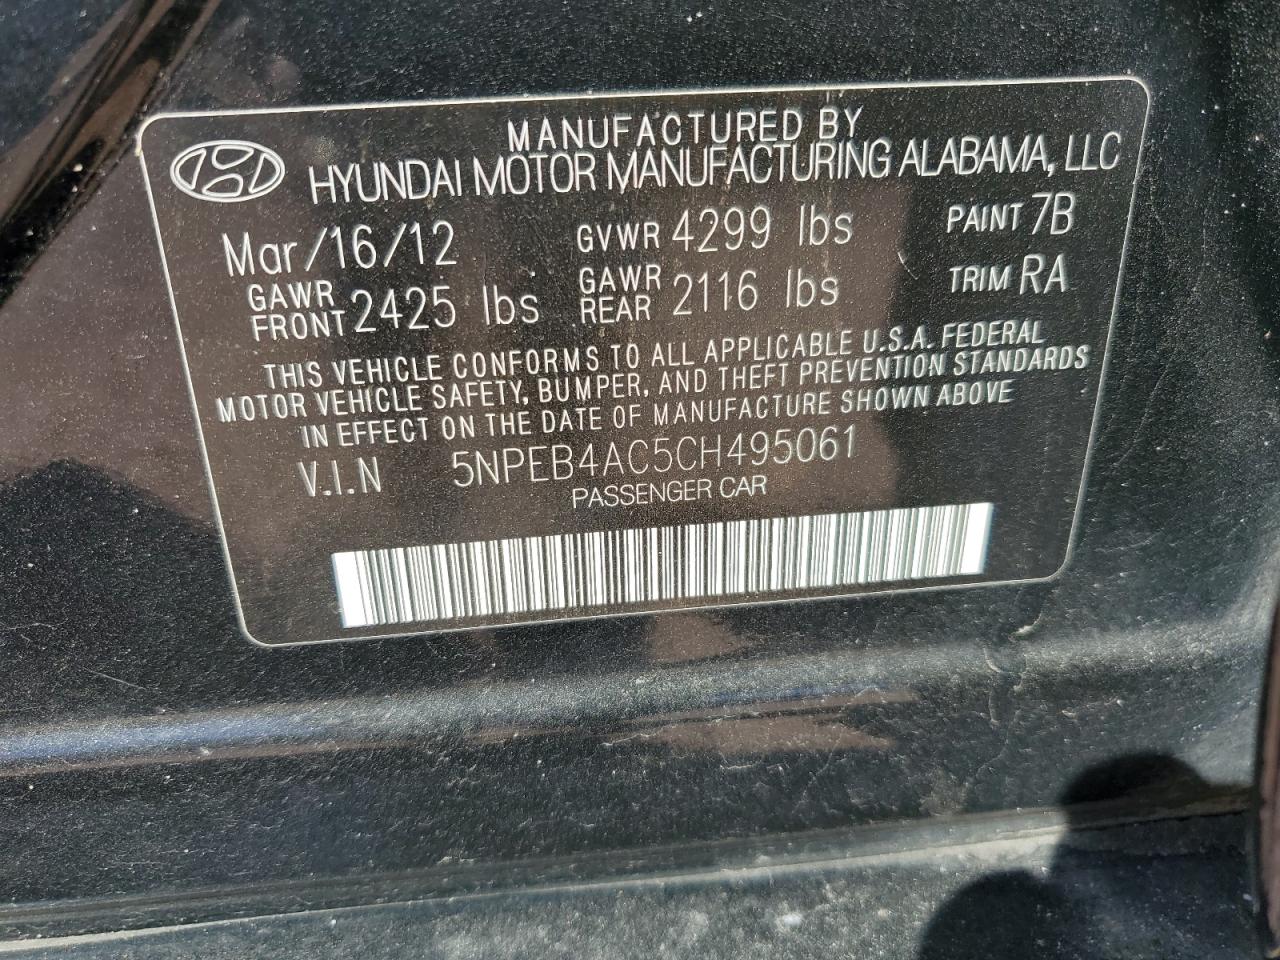 MANUFACTURED BY
HYUNDAI MOTOR MANUFACTURING ALABAMA, LLC
Mar/16/12 GVWR 4299 lbs PAINT 7B
GAWR FRONT 2425 lbs GAWR REAR 2116 lbs TRIM RA
THIS VEHICLE CONFORMS TO ALL APPLICABLE U.S.A. FEDERAL
MOTOR VEHICLE SAFETY, BUMPER, AND THEFT PREVENTION STANDARDS
IN EFFECT ON THE DATE OF MANUFACTURE SHOWN ABOVE
V.I.N 5NPEB4AC5CH495061
PASSENGER CAR